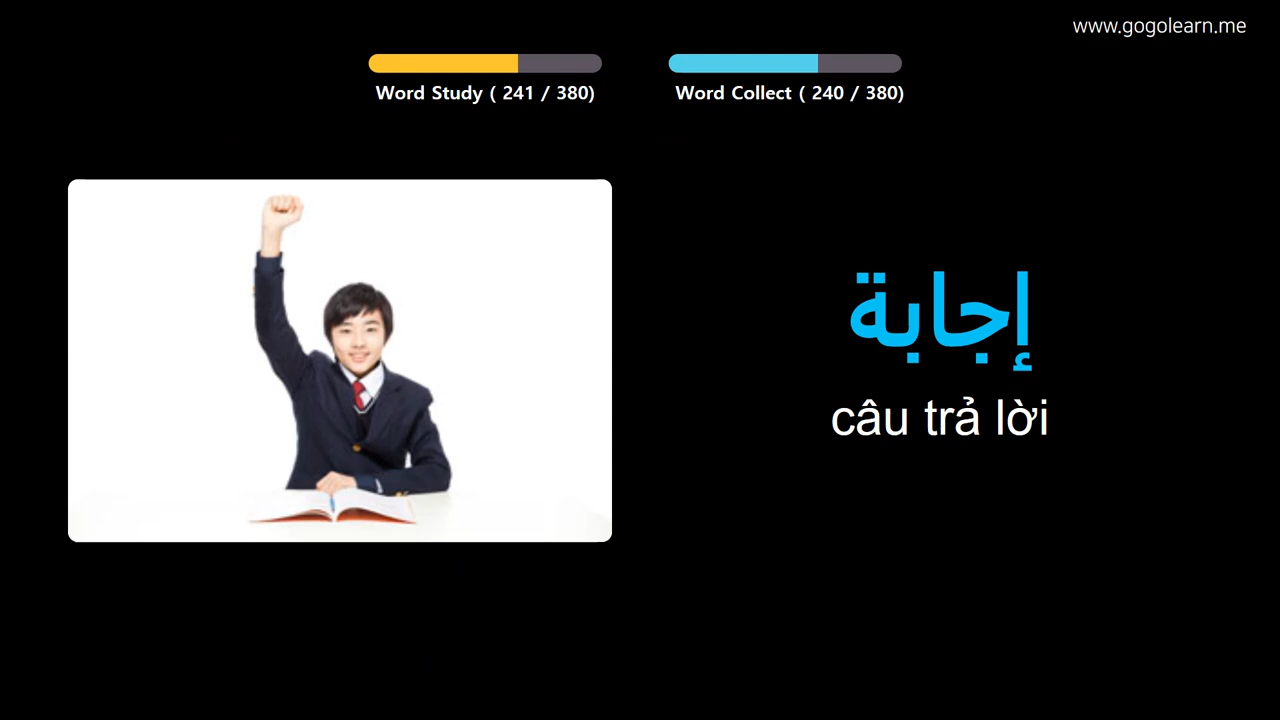 www.gogolearn.me
Word Study ( 241 / 380)
Word Collect ( 240 / 380)
إجابة
câu trả lời